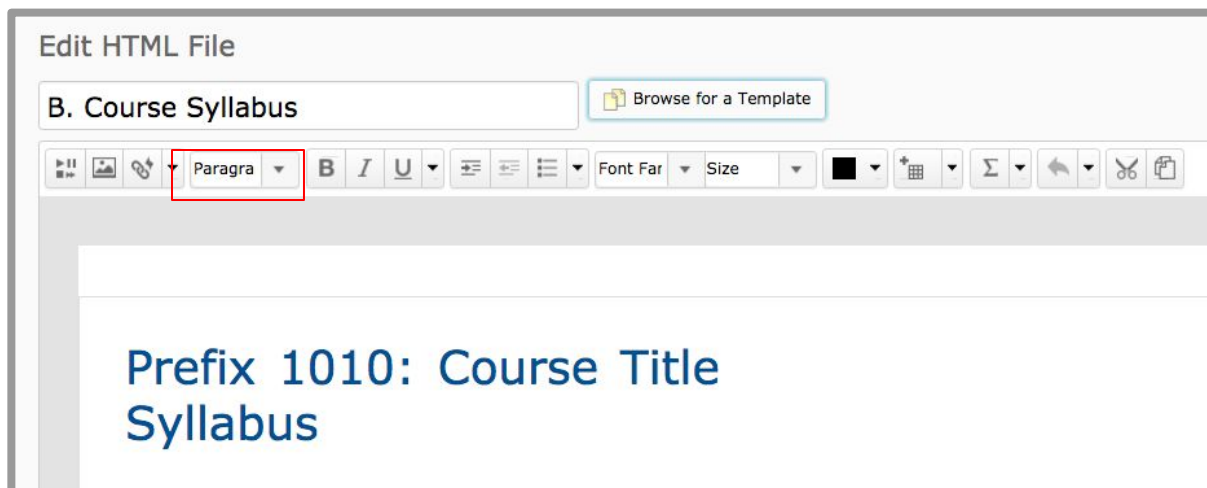 Edit HTML File
B. Course Syllabus
Browse for a Template
Paragra B I U Font Far Size Σ
Prefix 1010: Course Title
Syllabus